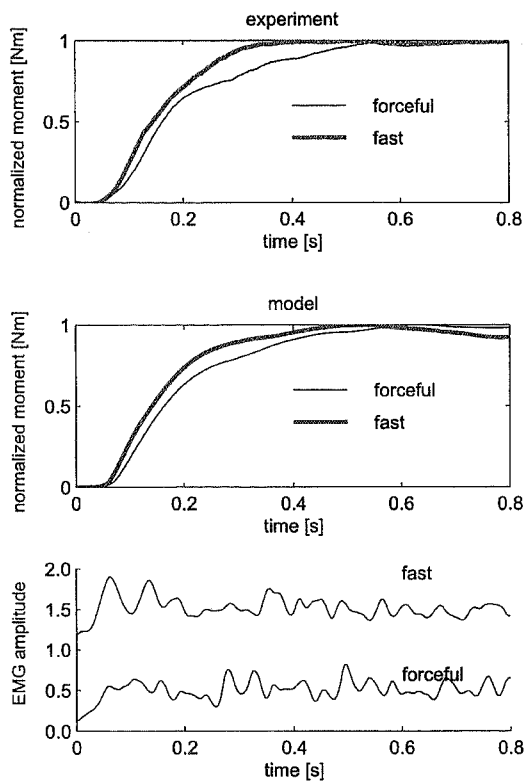 experiment
normalized moment [Nm]
1
0.5
0
forceful
fast
0 0.2 0.4 0.6 0.8
time [s]
model
normalized moment [Nm]
1
0.5
0
forceful
fast
0 0.2 0.4 0.6 0.8
time [s]
EMG amplitude
2.0
1.5
1.0
0.5
0.0
fast
forceful
0 0.2 0.4 0.6 0.8
time [s]